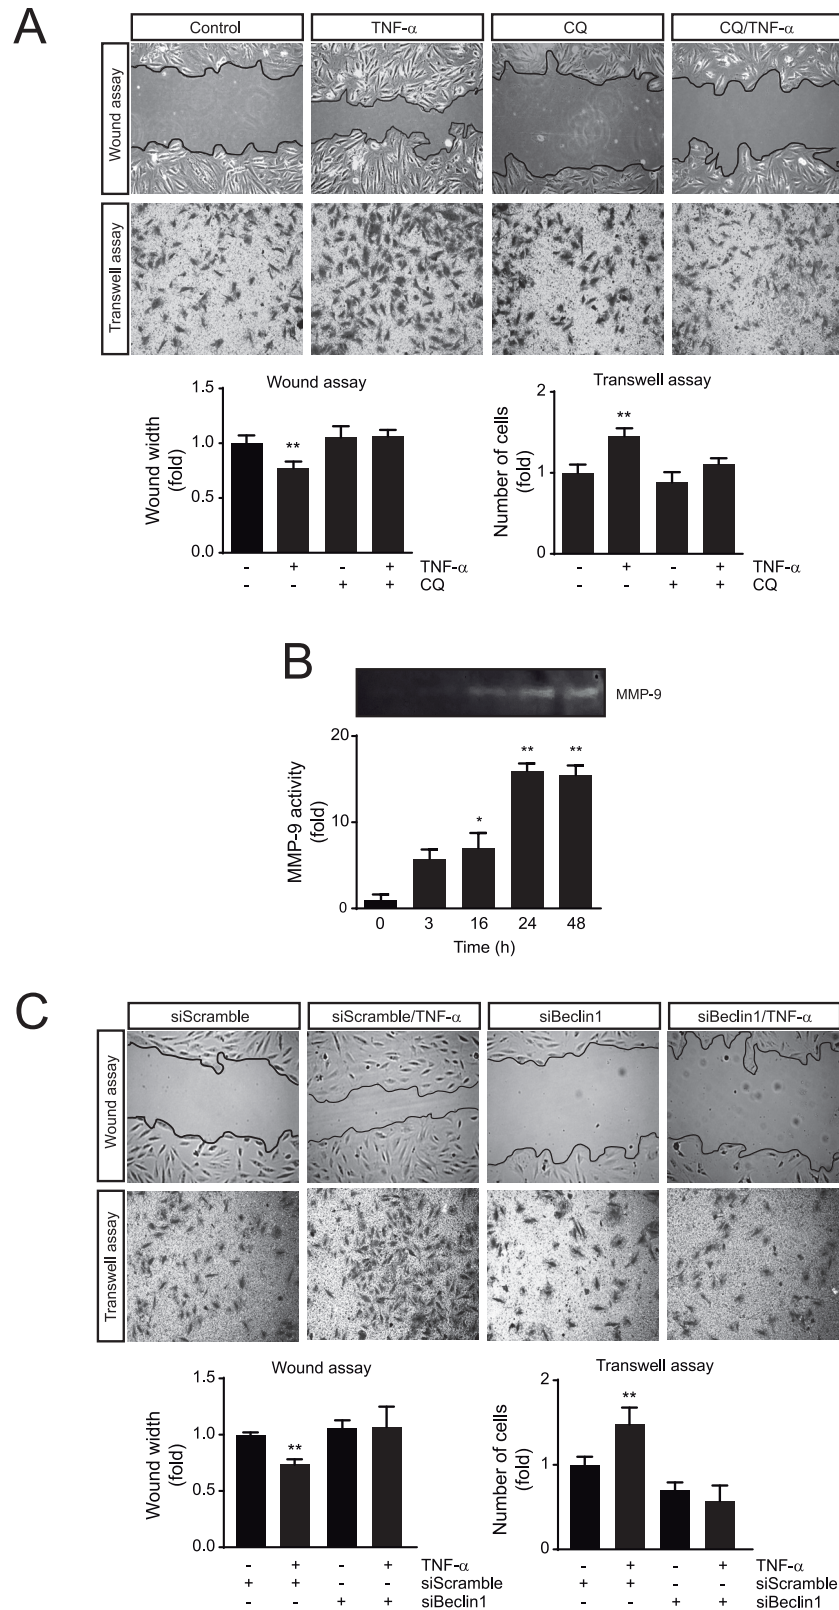 A
Control TNF-α CQ CQ/TNF-α
Wound assay
Transwell assay
Wound assay
Wound width
(fold)
1.5
1.0
0.5
0.0
- + - + TNF-α
- - + + CQ
Transwell assay
Number of cells
(fold)
2
1
0
**
**
- + - + TNF-α
- - + + CQ
B
MMP-9
MMP-9 activity
(fold)
20
10
0
*
**
**
0 3 16 24 48
Time (h)
C
siScramble siScramble/TNF-α siBeclin1 siBeclin1/TNF-α
Wound assay
Transwell assay
Wound assay
Wound width
(fold)
1.5
1.0
0.5
0.0
**
Transwell assay
Number of cells
(fold)
2
1
0
**
- + - + - + - + TNF-α
+ + - - + + - - siScramble
- - + + - - + + siBeclin1